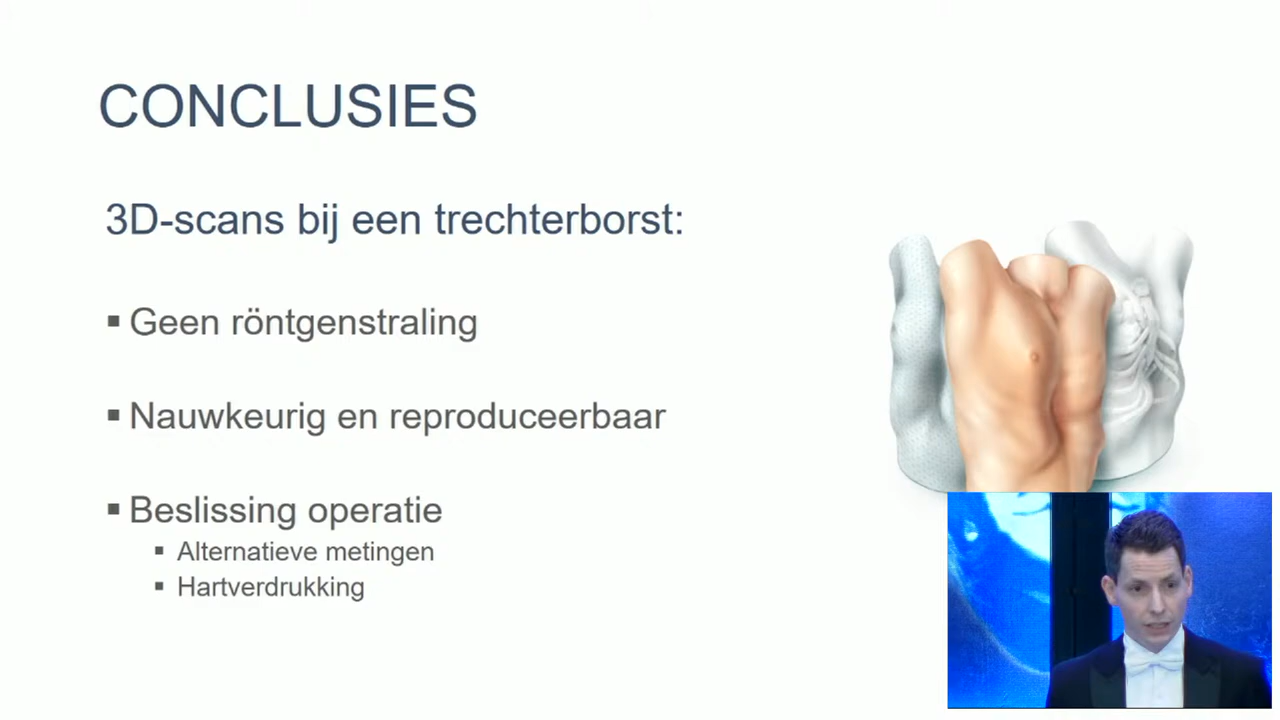 CONCLUSIES
3D-scans bij een trechterborst:
▪ Geen röntgenstraling
▪ Nauwkeurig en reproduceerbaar
▪ Beslissing operatie
▪ Alternatieve metingen
▪ Hartverdrukking